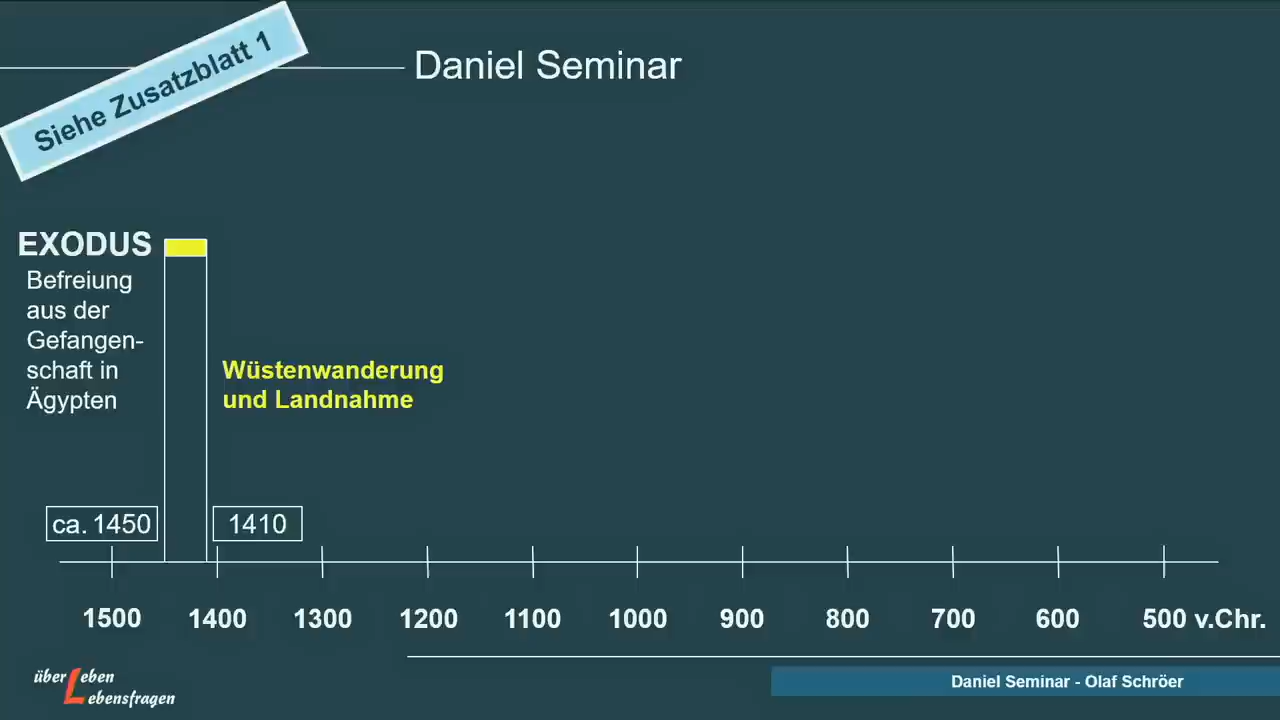 Siehe Zusatzblatt 1
Daniel Seminar
EXODUS
Befreiung
aus der
Gefangen-
schaft in
Ägypten
Wüstenwanderung
und Landnahme
ca. 1450
1410
1500 1400 1300 1200 1100 1000 900 800 700 600 500 v.Chr.
über Leben
Lebensfragen
Daniel Seminar - Olaf Schröer